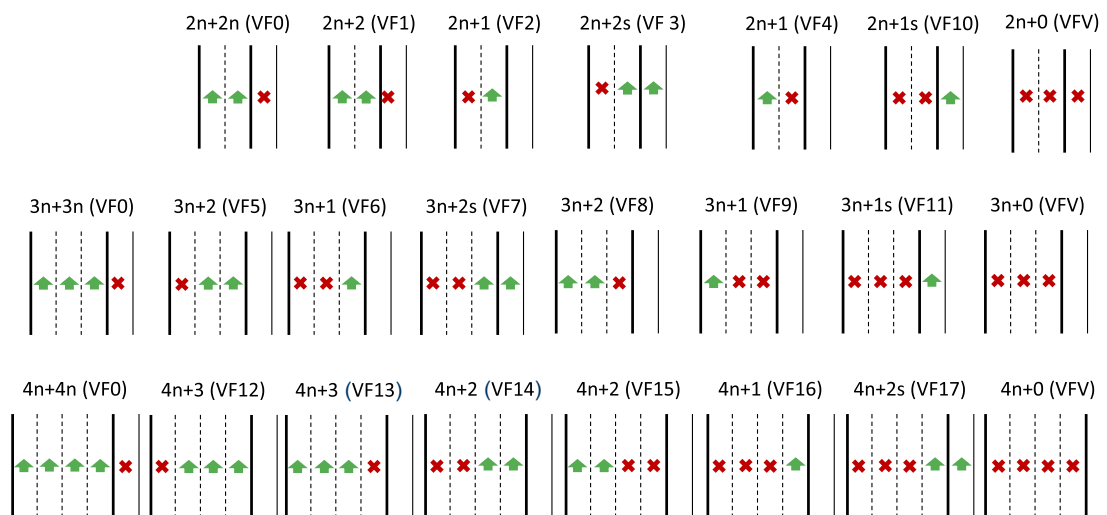 2n+2n (VF0) 2n+2 (VF1) 2n+1 (VF2) 2n+2s (VF 3) 2n+1 (VF4) 2n+1s (VF10) 2n+0 (VFV)
3n+3n (VF0) 3n+2 (VF5) 3n+1 (VF6) 3n+2s (VF7) 3n+2 (VF8) 3n+1 (VF9) 3n+1s (VF11) 3n+0 (VFV)
4n+4n (VF0) 4n+3 (VF12) 4n+3 (VF13) 4n+2 (VF14) 4n+2 (VF15) 4n+1 (VF16) 4n+2s (VF17) 4n+0 (VFV)